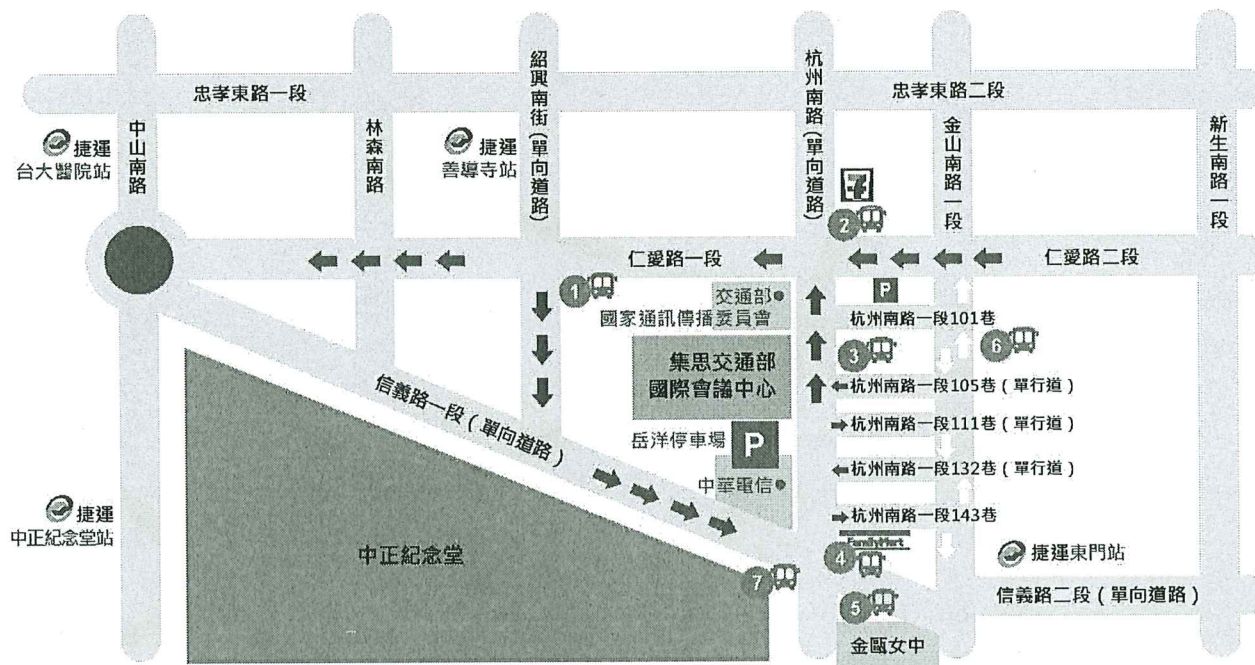 忠孝東路一段
忠孝東路二段
中山南路
林森南路
紹興南街(單向道路)
杭州南路(單向道路)
金山南路一段
新生南路一段
捷運
台大醫院站
捷運
善導寺站
7
2
仁愛路一段
仁愛路二段
1
交通部
國家通訊傳播委員會
P
杭州南路一段101巷
集思交通部
國際會議中心
3
6
杭州南路一段105巷(單行道)
信義路一段(單向道路)
岳洋停車場
P
杭州南路一段111巷(單行道)
中華電信
杭州南路一段132巷(單行道)
捷運
中正紀念堂站
杭州南路一段143巷
FamilyMart
中正紀念堂
4
捷運東門站
7
5
信義路二段(單向道路)
金甌女中